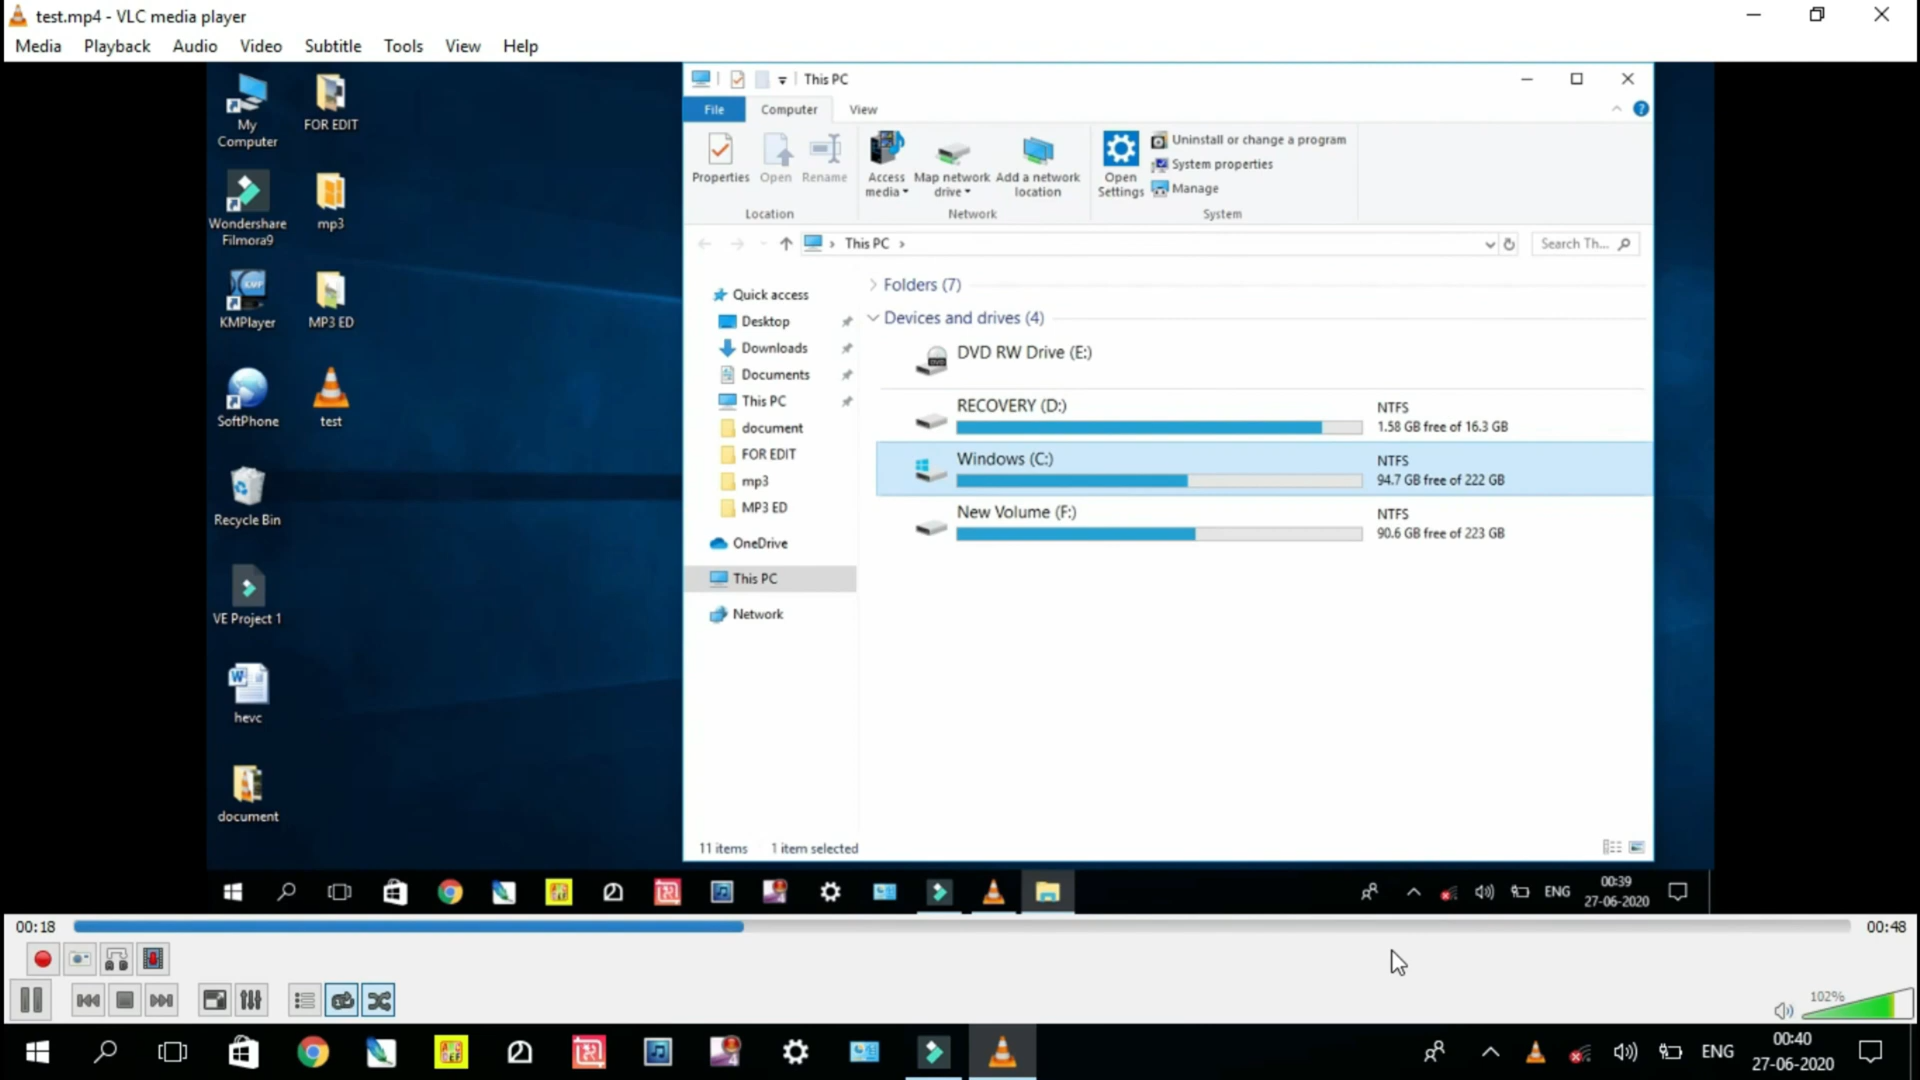 test.mp4 - VLC media player
Media Playback Audio Video Subtitle Tools View Help
My Computer
FOR EDIT
Wondershare Filmora9
mp3
KMPlayer
MP3 ED
SoftPhone
test
Recycle Bin
VE Project 1
hevc
document
This PC
File Computer View
Properties Open Rename
Location
Access media
Map network drive
Add a network location
Network
Open Settings
Uninstall or change a program
System properties
Manage
System
This PC
Search Th...
Quick access
Desktop
Downloads
Documents
This PC
document
FOR EDIT
mp3
MP3 ED
OneDrive
This PC
Network
Folders (7)
Devices and drives (4)
DVD RW Drive (E:)
RECOVERY (D:)
NTFS
1.58 GB free of 16.3 GB
Windows (C:)
NTFS
94.7 GB free of 222 GB
New Volume (F:)
NTFS
90.6 GB free of 223 GB
11 items 1 item selected
ENG
00:39
27-06-2020
00:18
00:48
102%
ENG
00:40
27-06-2020